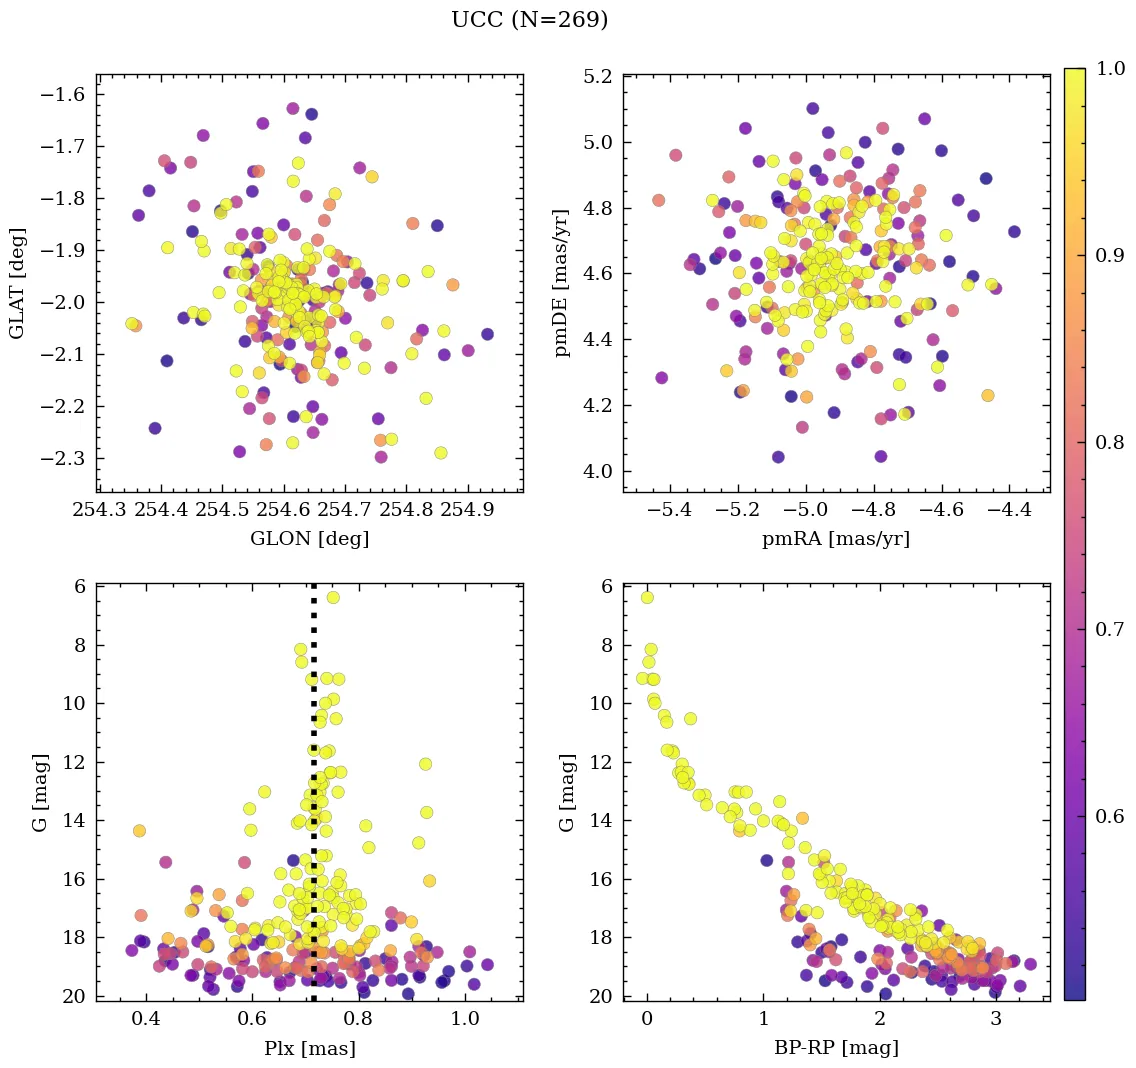 UCC (N=269)
−1.6
−1.7
−1.8
−1.9
−2.0
−2.1
−2.2
−2.3
GLAT [deg]
254.3 254.4 254.5 254.6 254.7 254.8 254.9
GLON [deg]
5.2
5.0
4.8
4.6
4.4
4.2
4.0
pmDE [mas/yr]
−5.4 −5.2 −5.0 −4.8 −4.6 −4.4
pmRA [mas/yr]
6
8
10
12
14
16
18
20
G [mag]
0.4 0.6 0.8 1.0
Plx [mas]
6
8
10
12
14
16
18
20
G [mag]
0 1 2 3
BP-RP [mag]
1.0
0.9
0.8
0.7
0.6